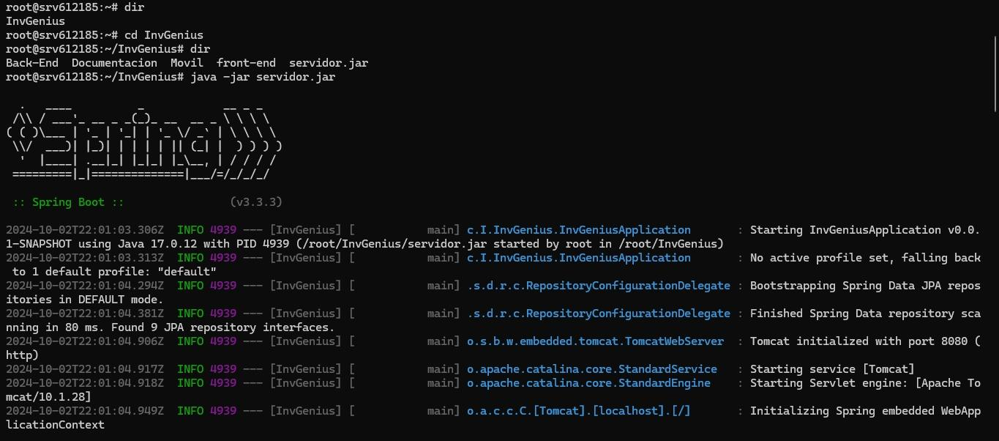 root@srv612185:~# dir
InvGenius
root@srv612185:~# cd InvGenius
root@srv612185:~/InvGenius# dir
Back-End  Documentacion  Movil  front-end  servidor.jar
root@srv612185:~/InvGenius# java -jar servidor.jar

  .   ____          _            __ _ _
 /\\ / ___'_ __ _ _(_)_ __  __ _ \ \ \ \
( ( )\___ | '_ | '_| | '_ \/ _` | \ \ \ \
 \\/  ___)| |_)| | | | | || (_| |  ) ) ) )
  '  |____| .__|_| |_|_| |_\__, | / / / /
 =========|_|==============|___/=/_/_/_/

 :: Spring Boot ::                (v3.3.3)

2024-10-02T22:01:03.306Z  INFO 4939 --- [InvGenius] [           main] c.I.InvGenius.InvGeniusApplication       : Starting InvGeniusApplication v0.0.
1-SNAPSHOT using Java 17.0.12 with PID 4939 (/root/InvGenius/servidor.jar started by root in /root/InvGenius)
2024-10-02T22:01:03.313Z  INFO 4939 --- [InvGenius] [           main] c.I.InvGenius.InvGeniusApplication       : No active profile set, falling back
 to 1 default profile: "default"
2024-10-02T22:01:04.294Z  INFO 4939 --- [InvGenius] [           main] .s.d.r.c.RepositoryConfigurationDelegate : Bootstrapping Spring Data JPA repos
itories in DEFAULT mode.
2024-10-02T22:01:04.381Z  INFO 4939 --- [InvGenius] [           main] .s.d.r.c.RepositoryConfigurationDelegate : Finished Spring Data repository sca
nning in 80 ms. Found 9 JPA repository interfaces.
2024-10-02T22:01:04.906Z  INFO 4939 --- [InvGenius] [           main] o.s.b.w.embedded.tomcat.TomcatWebServer  : Tomcat initialized with port 8080 (
http)
2024-10-02T22:01:04.917Z  INFO 4939 --- [InvGenius] [           main] o.apache.catalina.core.StandardService   : Starting service [Tomcat]
2024-10-02T22:01:04.918Z  INFO 4939 --- [InvGenius] [           main] o.apache.catalina.core.StandardEngine    : Starting Servlet engine: [Apache To
mcat/10.1.28]
2024-10-02T22:01:04.949Z  INFO 4939 --- [InvGenius] [           main] o.a.c.c.C.[Tomcat].[localhost].[/]       : Initializing Spring embedded WebApp
licationContext